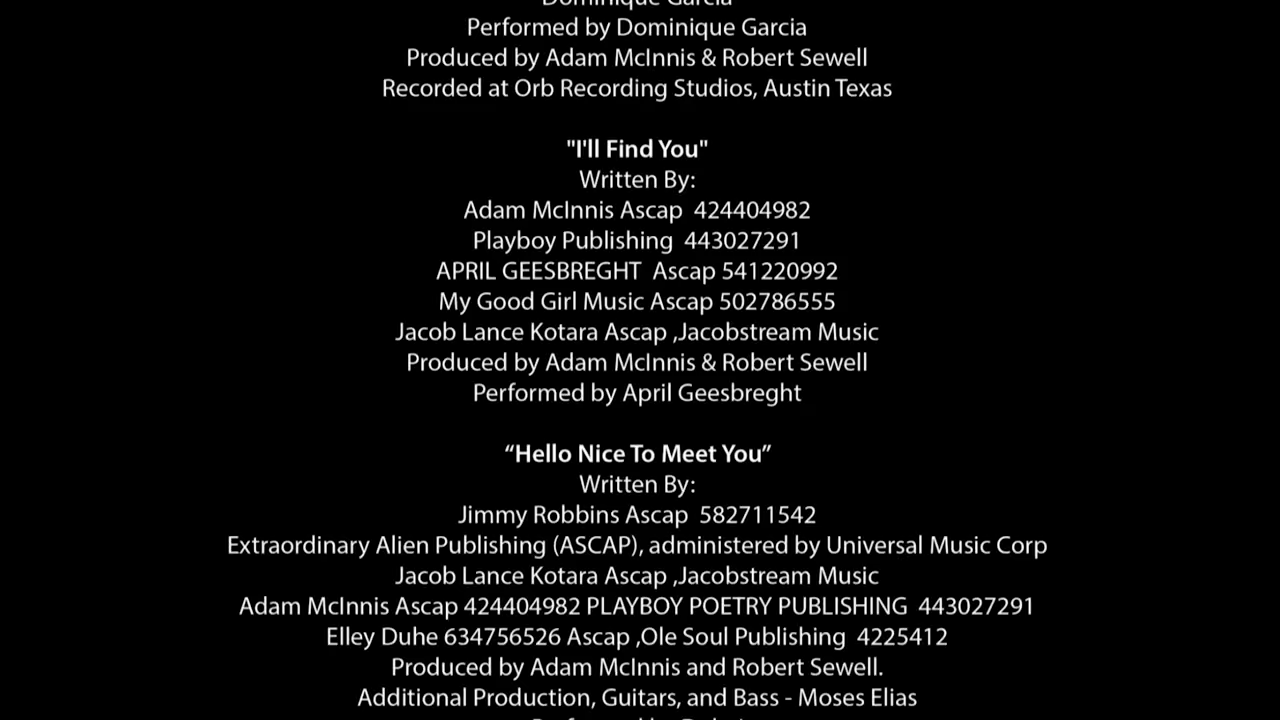 Dominique Garcia
Performed by Dominique Garcia
Produced by Adam McInnis & Robert Sewell
Recorded at Orb Recording Studios, Austin Texas
"I'll Find You"
Written By:
Adam McInnis Ascap  424404982
Playboy Publishing  443027291
APRIL GEESBREGHT  Ascap 541220992
My Good Girl Music Ascap 502786555
Jacob Lance Kotara Ascap ,Jacobstream Music
Produced by Adam McInnis & Robert Sewell
Performed by April Geesbreght
“Hello Nice To Meet You”
Written By:
Jimmy Robbins Ascap  582711542
Extraordinary Alien Publishing (ASCAP), administered by Universal Music Corp
Jacob Lance Kotara Ascap ,Jacobstream Music
Adam McInnis Ascap 424404982 PLAYBOY POETRY PUBLISHING  443027291
Elley Duhe 634756526 Ascap ,Ole Soul Publishing  4225412
Produced by Adam McInnis and Robert Sewell.
Additional Production, Guitars, and Bass - Moses Elias
Performed by